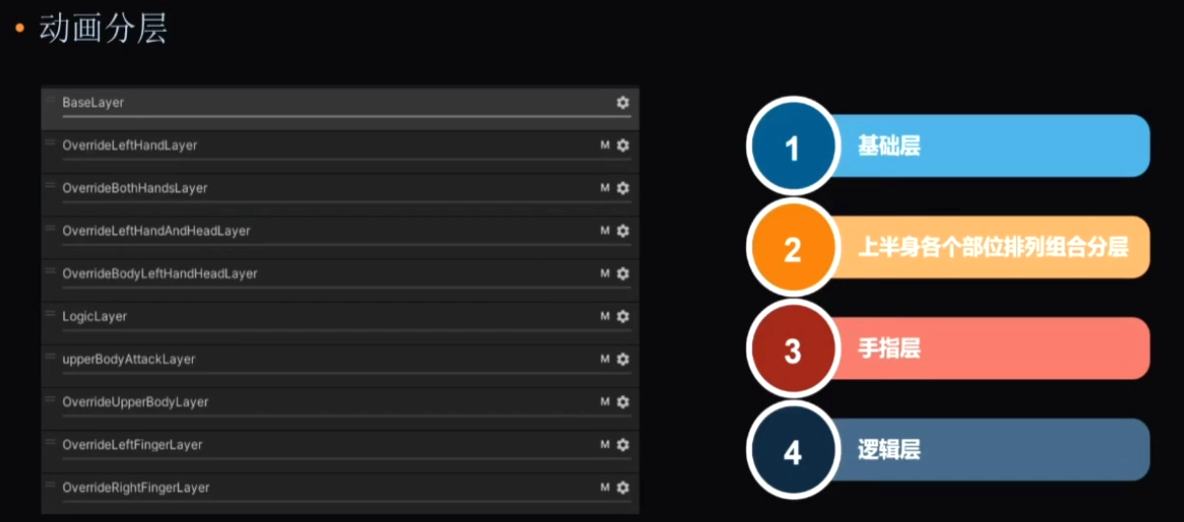 • 动画分层
BaseLayer
OverrideLeftHandLayer M
OverrideBothHandsLayer M
OverrideLeftHandAndHeadLayer M
OverrideBodyLeftHandHeadLayer M
LogicLayer M
upperBodyAttackLayer M
OverrideUpperBodyLayer M
OverrideLeftFingerLayer M
OverrideRightFingerLayer M
1 基础层
2 上半身各个部位排列组合分层
3 手指层
4 逻辑层